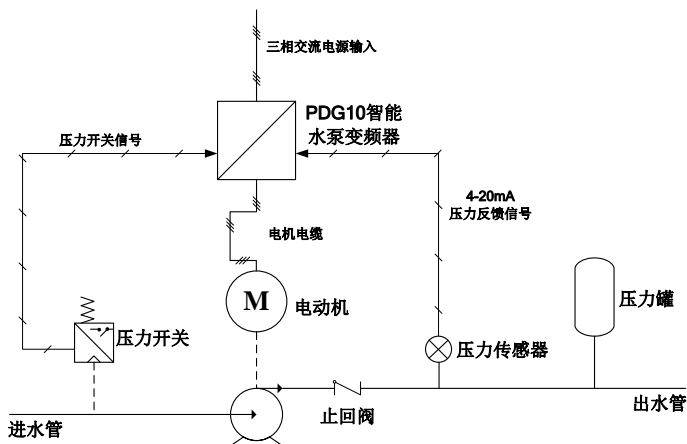 三相交流电源输入
PDG10智能
水泵变频器
压力开关信号
4-20mA
压力反馈信号
电机电缆
M
电动机
压力罐
压力开关
压力传感器
止回阀
出水管
进水管